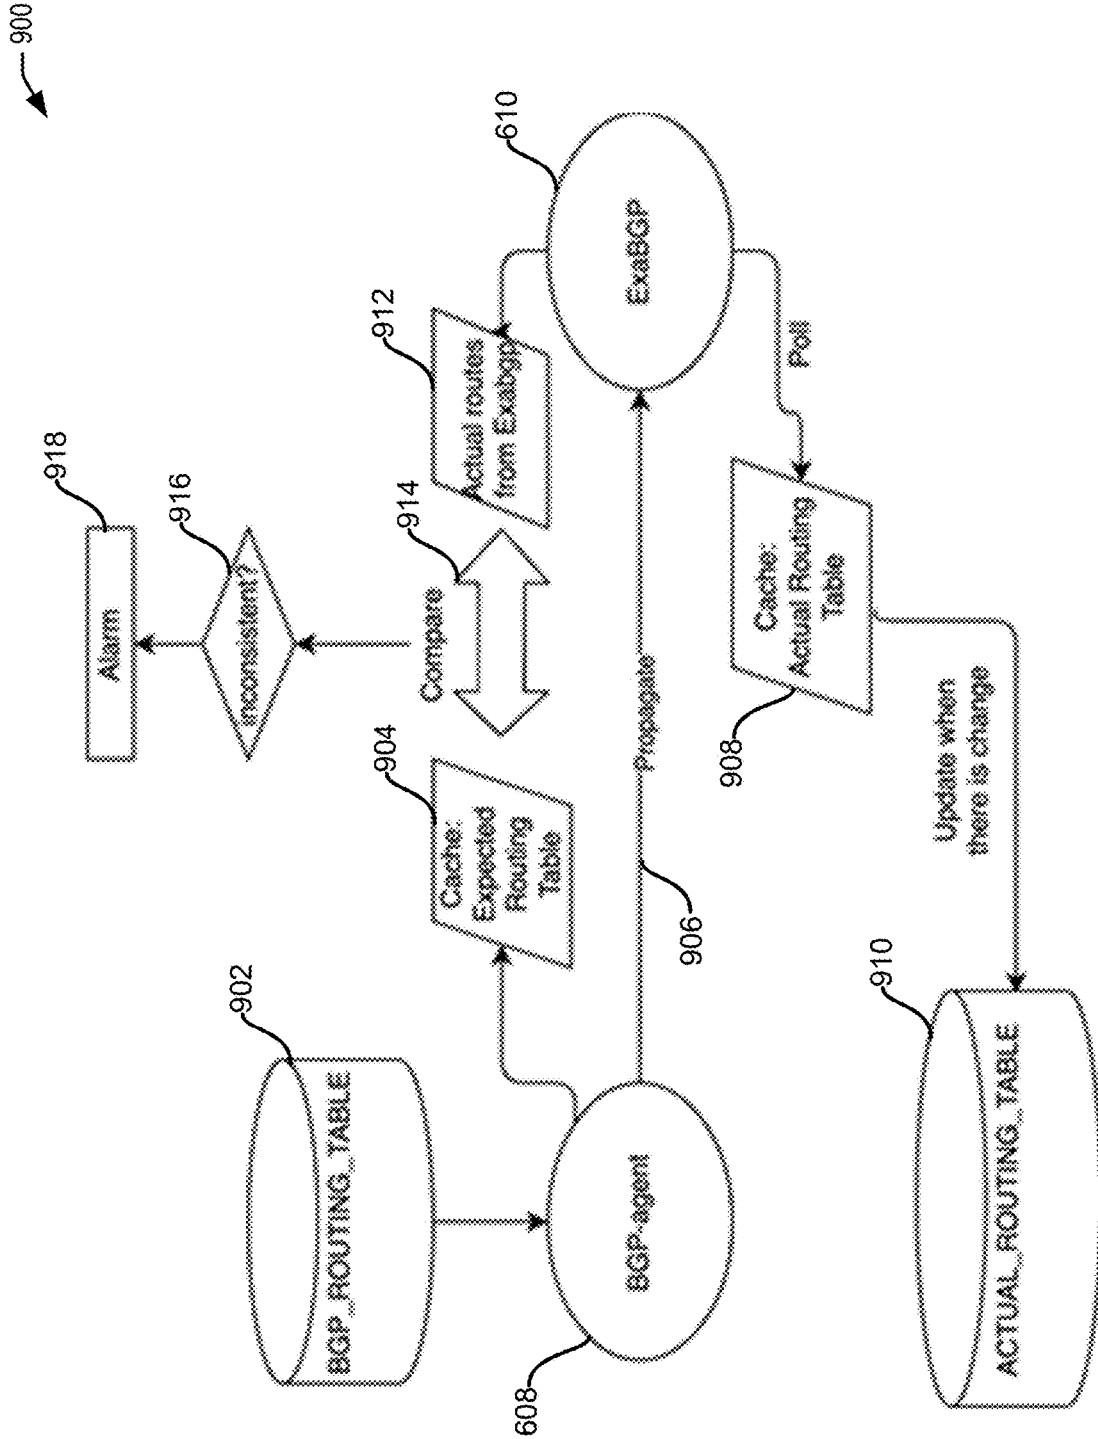 900
918
Alarm
916
inconsistent?
902
BGP_ROUTING_TABLE
904
Cache:
Expected
Routing
Table
Compare
914
912
Actual routes
from Exabgp
608
BGP-agent
906
Propagate
610
ExaBGP
Poll
908
Cache:
Actual Routing
Table
Update when
there is change
910
ACTUAL_ROUTING_TABLE